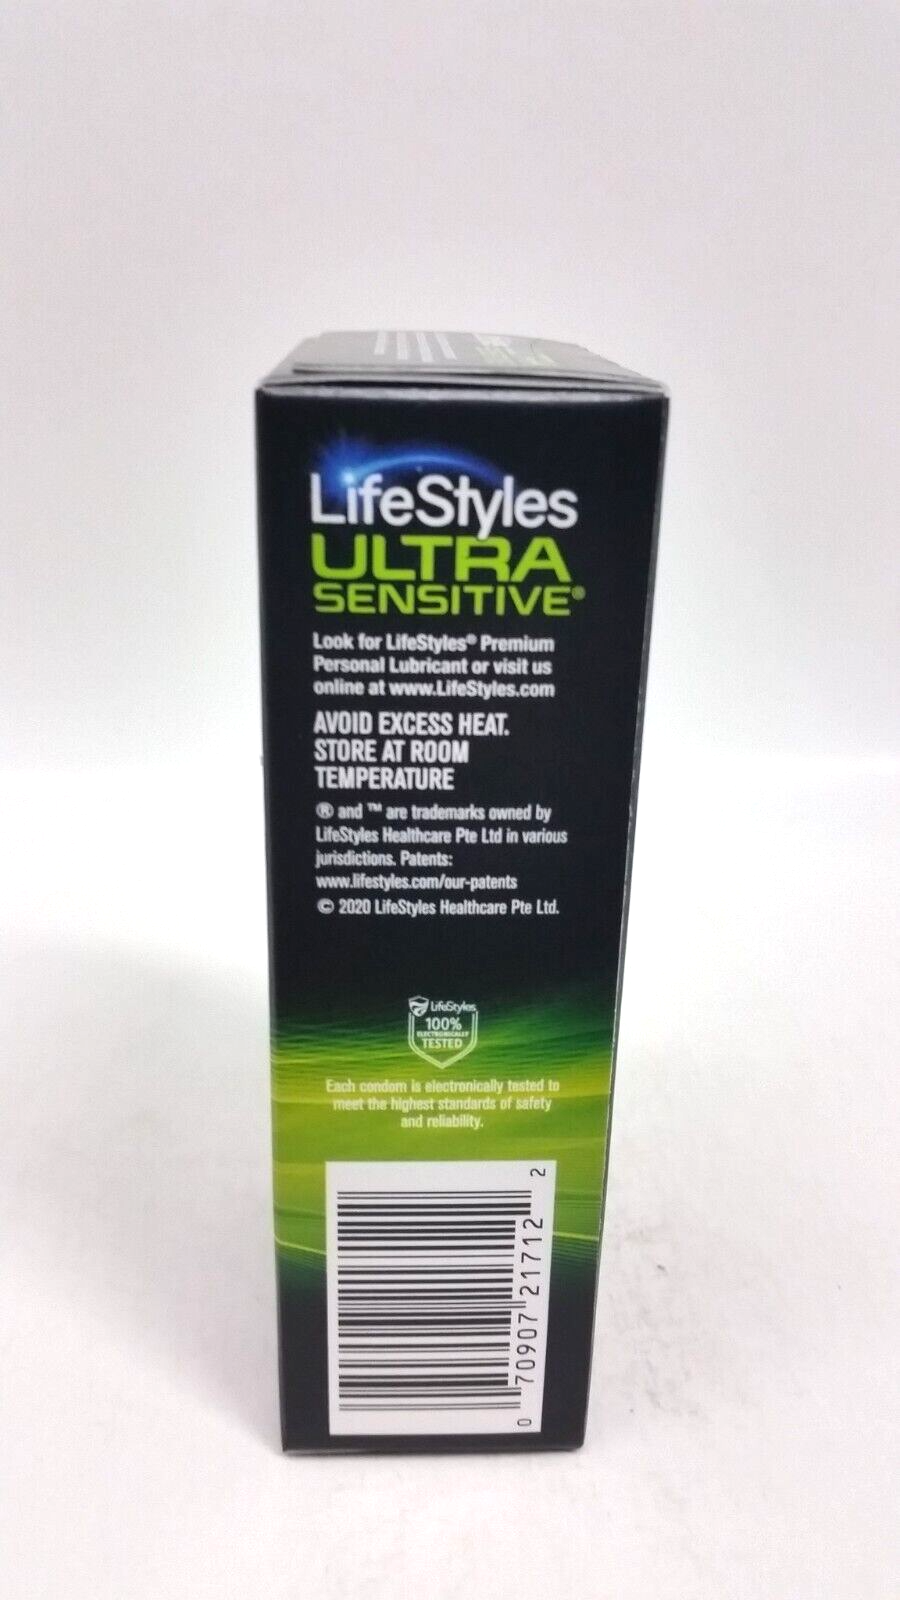 LifeStyles
ULTRA
SENSITIVE®
Look for LifeStyles® Premium
Personal Lubricant or visit us
online at www.LifeStyles.com
AVOID EXCESS HEAT.
STORE AT ROOM
TEMPERATURE
® and ™ are trademarks owned by
LifeStyles Healthcare Pte Ltd in various
jurisdictions. Patents:
www.lifestyles.com/our-patents
© 2020 LifeStyles Healthcare Pte Ltd.
LifeStyles
100%
ELECTRONICALLY
TESTED
Each condom is electronically tested to
meet the highest standards of safety
and reliability.
0 70907 21712 2